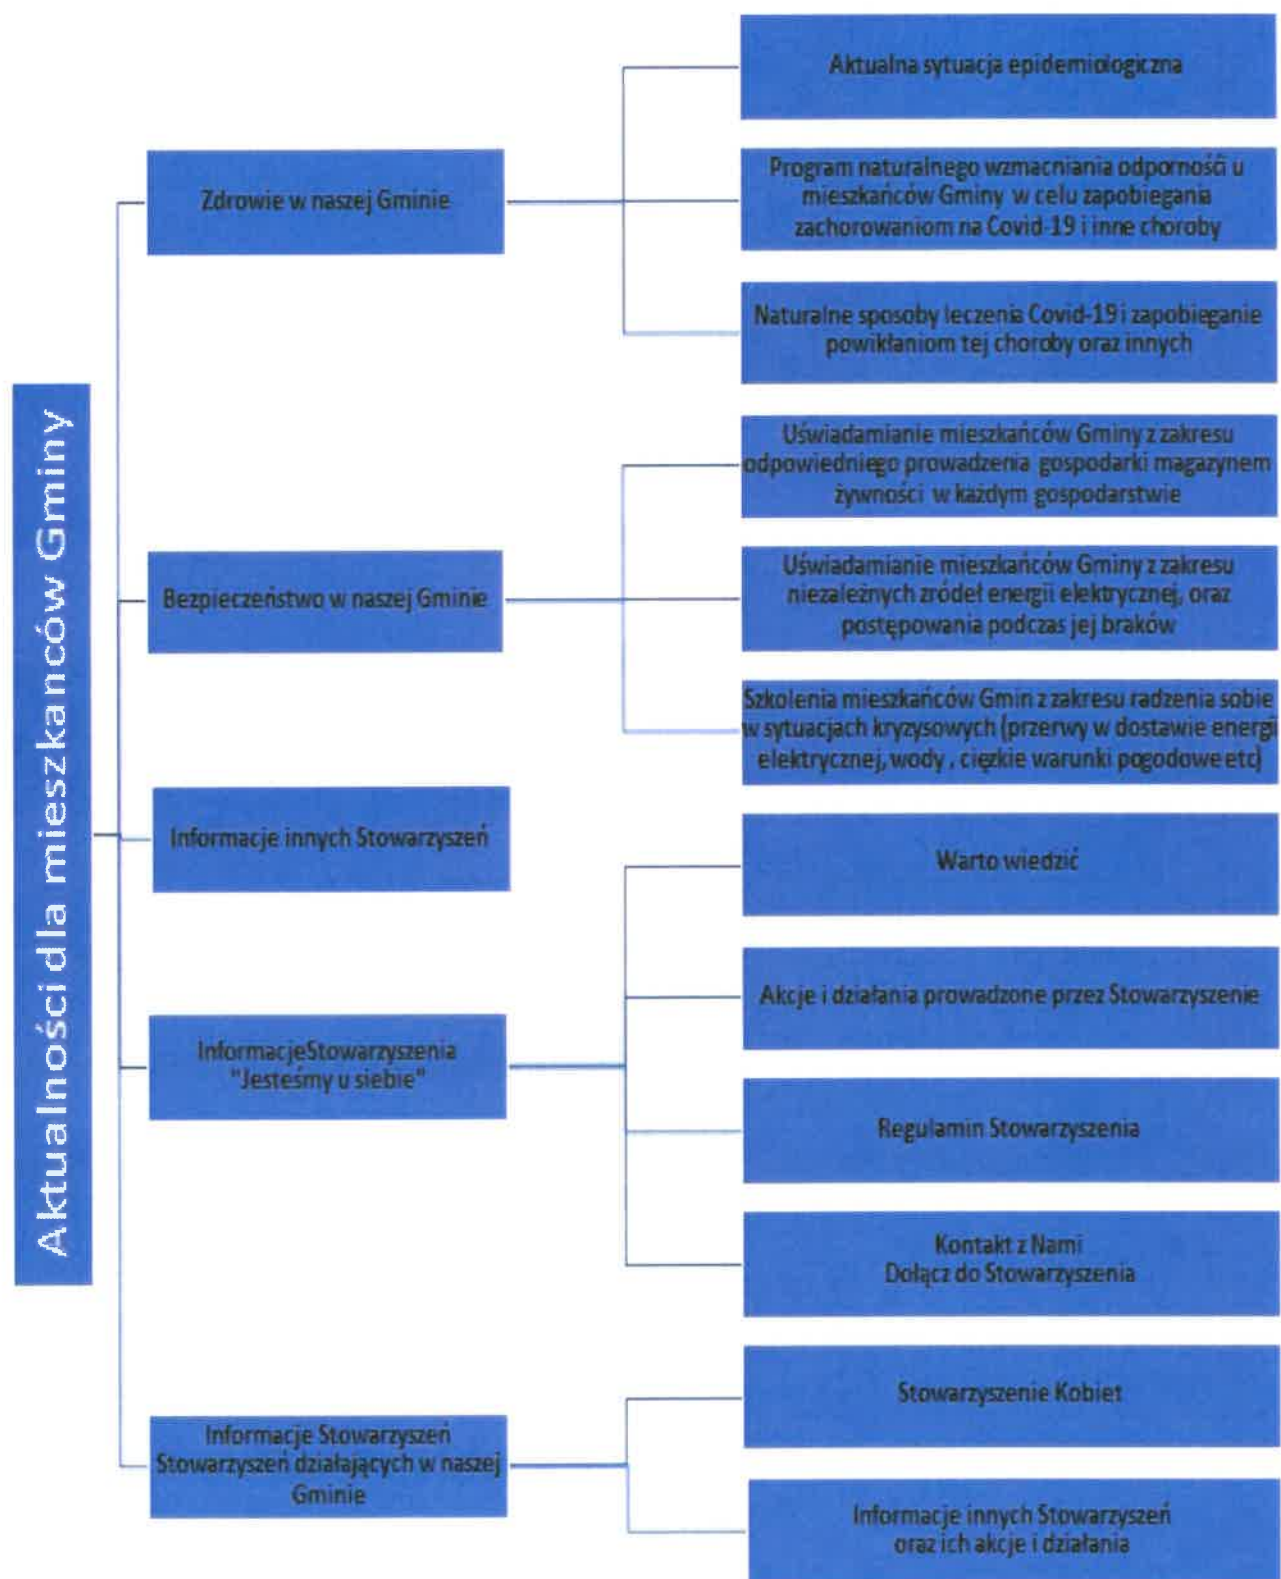 Aktualności dla mieszkańców Gminy
Zdrowie w naszej Gminie
Aktualna sytuacja epidemiologiczna
Program naturalnego wzmacniania odporności u
mieszkańców Gminy w celu zapobiegania
zachorowaniom na Covid-19 i inne choroby
Naturalne sposoby leczenia Covid-19 i zapobieganie
powikłaniom tej choroby oraz innych
Bezpieczeństwo w naszej Gminie
Uświadamianie mieszkańców Gminy z zakresu
odpowiedniego prowadzenia gospodarki magazynem
żywności w każdym gospodarstwie
Uświadamianie mieszkańców Gminy z zakresu
niezależnych zródeł energii elektrycznej, oraz
postępowania podczas jej braków
Szkolenia mieszkańców Gmin z zakresu radzenia sobie
w sytuacjach kryzysowych (przerwy w dostawie energii
elektrycznej, wody , ciężkie warunki pogodowe etc)
Informacje innych Stowarzyszeń
InformacjeStowarzyszenia
"Jesteśmy u siebie"
Warto wiedzić
Akcje i działania prowadzone przez Stowarzyszenie
Regulamin Stowarzyszenia
Kontakt z Nami
Dołącz do Stowarzyszenia
Informacje Stowarzyszeń
Stowarzyszeń działających w naszej
Gminie
Stowarzyszenie Kobiet
Informacje innych Stowarzyszeń
oraz ich akcje i działania